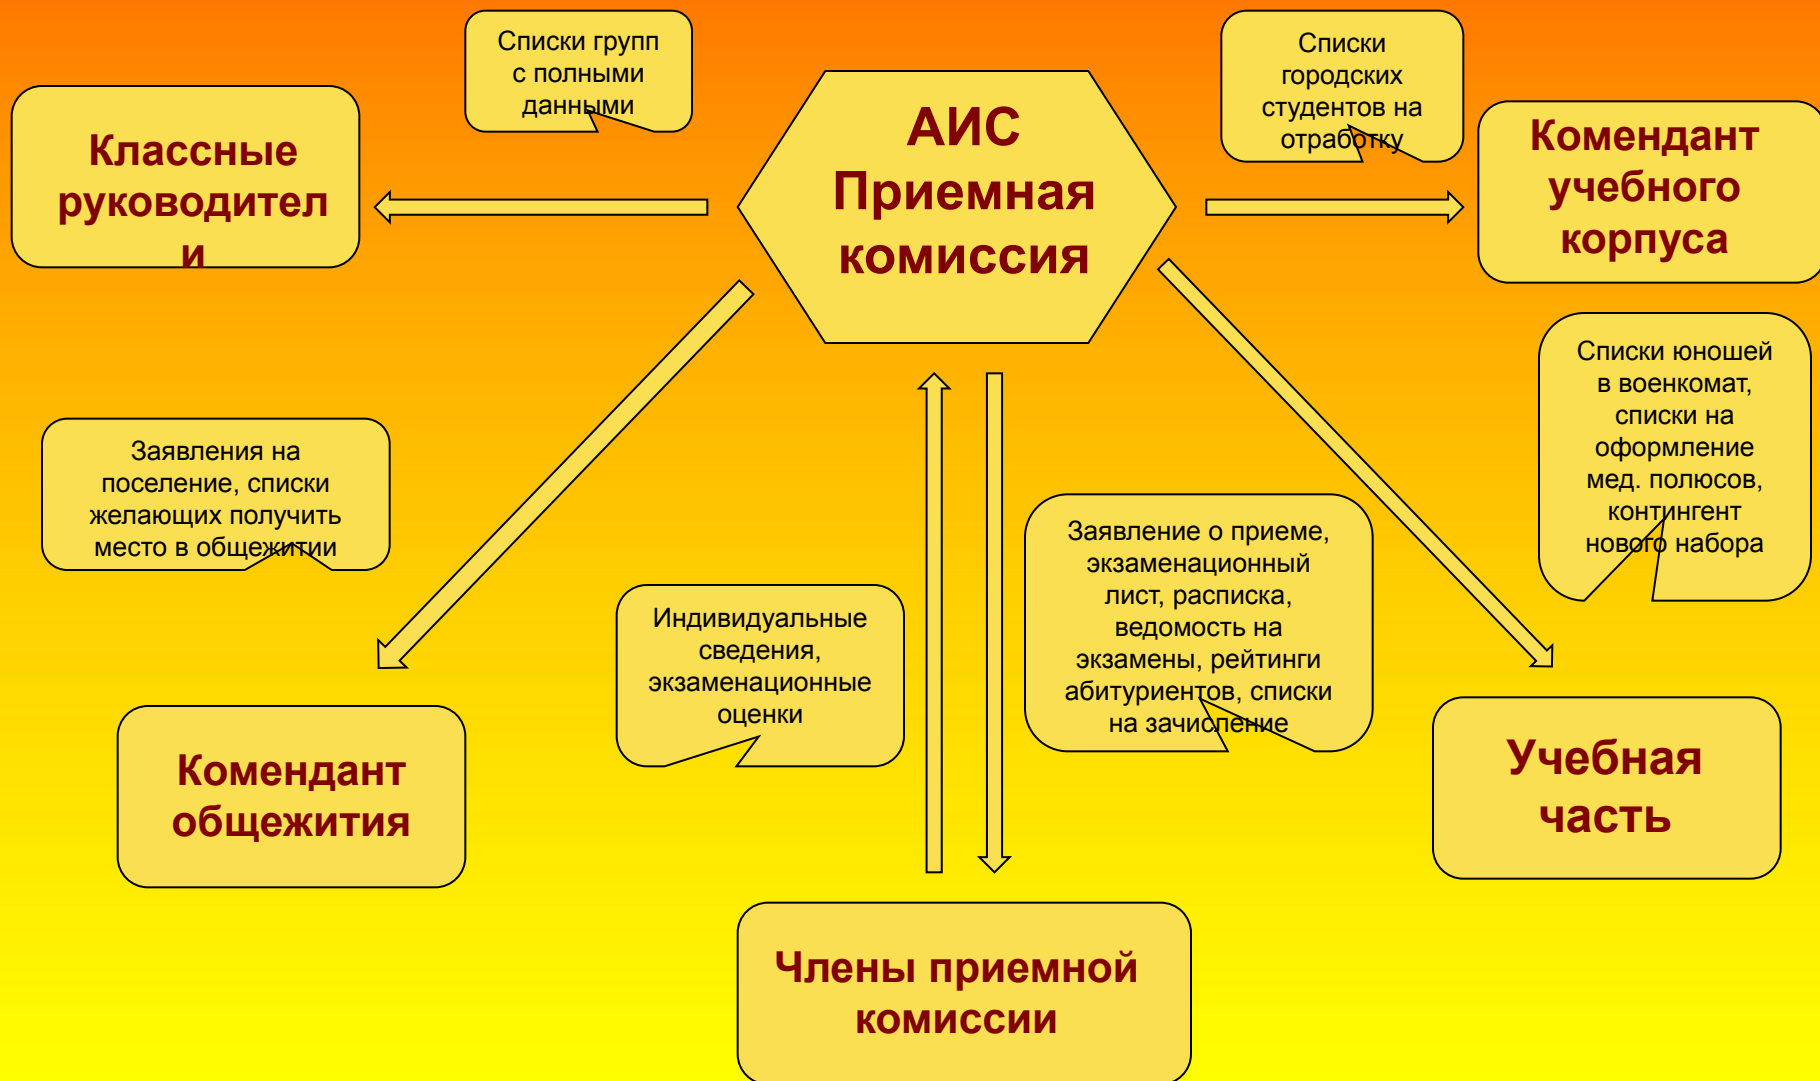 Списки групп
с полными
данными
Списки
городских
студентов на
отработку
Классные
руководител
и
АИС
Приемная
комиссия
Комендант
учебного
корпуса
Списки юношей
в военкомат,
списки на
оформление
мед. полюсов,
контингент
нового набора
Заявления на
поселение, списки
желающих получить
место в общежитии
Заявление о приеме,
экзаменационный
лист, расписка,
ведомость на
экзамены, рейтинги
абитуриентов, списки
на зачисление
Индивидуальные
сведения,
экзаменационные
оценки
Комендант
общежития
Учебная
часть
Члены приемной
комиссии